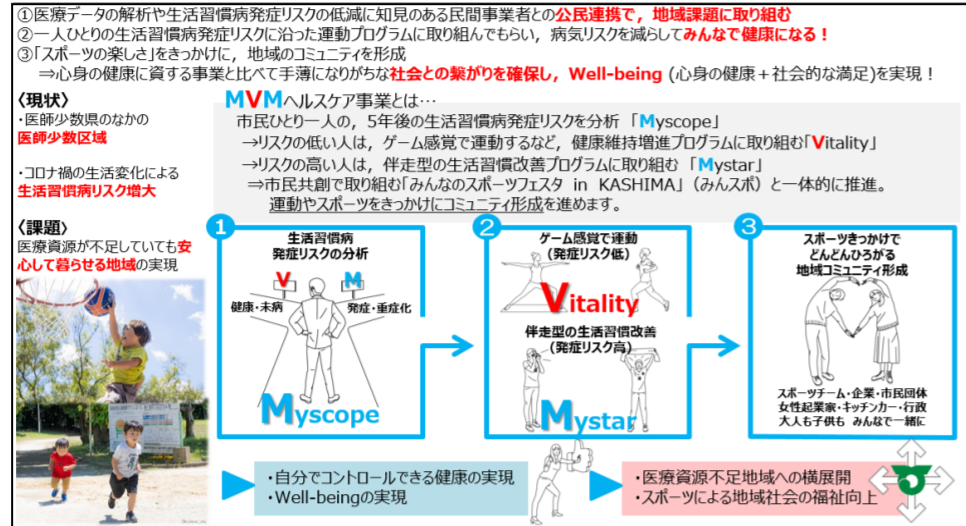 ①医療データの解析や生活習慣病発症リスクの低減に知見のある民間事業者との公民連携で，地域課題に取り組む
②一人ひとりの生活習慣病発症リスクに沿った運動プログラムに取り組んでもらい，病気リスクを減らしてみんなで健康になる！
③「スポーツの楽しさ」をきっかけに，地域のコミュニティを形成
⇒心身の健康に資する事業と比べて手薄になりがちな社会との繋がりを確保し，Well-being (心身の健康＋社会的な満足)を実現！
〈現状〉
・医師少数県のなかの
医師少数区域
・コロナ禍の生活変化による
生活習慣病リスク増大
〈課題〉
医療資源が不足していても安
心して暮らせる地域の実現
MVMヘルスケア事業とは…
市民ひとり一人の，5年後の生活習慣病発症リスクを分析 「Myscope」
→リスクの低い人は，ゲーム感覚で運動するなど，健康維持増進プログラムに取り組む「Vitality」
→リスクの高い人は，伴走型の生活習慣改善プログラムに取り組む 「Mystar」
⇒市民共創で取り組む「みんなのスポーツフェスタ in KASHIMA」（みんスポ）と一体的に推進。
運動やスポーツをきっかけにコミュニティ形成を進めます。
1
生活習慣病
発症リスクの分析
V
M
健康・未病
発症・重症化
Myscope
2
ゲーム感覚で運動
(発症リスク低)
Vitality
伴走型の生活習慣改善
(発症リスク高)
Mystar
3
スポーツきっかけで
どんどんひろがる
地域コミュニティ形成
スポーツチーム・企業・市民団体
女性起業家・キッチンカー・行政
大人も子供も みんなで一緒に
・自分でコントロールできる健康の実現
・Well-beingの実現
・医療資源不足地域への横展開
・スポーツによる地域社会の福祉向上